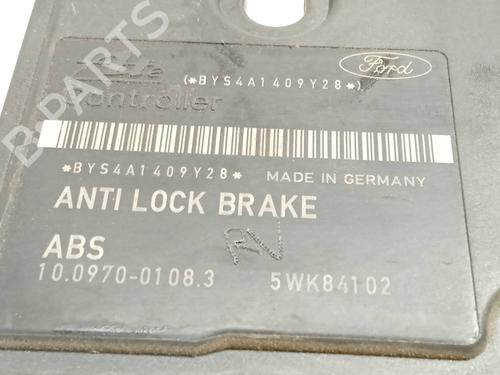 (*BYS4A1409Y28*)
Ford
Controller
*BYS4A1409Y28*
MADE IN GERMANY
ANTI LOCK BRAKE
ABS
10.0970-0108.3
5WK84102
B-PARTS